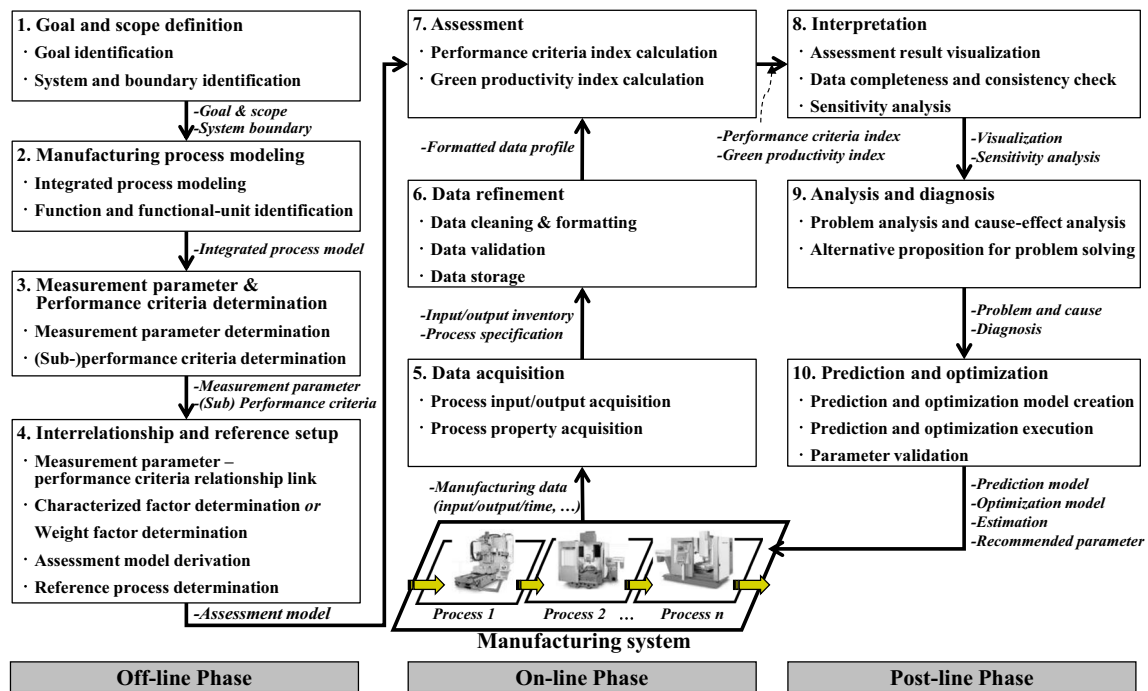 1. Goal and scope definition
· Goal identification
· System and boundary identification
-Goal & scope
-System boundary
2. Manufacturing process modeling
· Integrated process modeling
· Function and functional-unit identification
-Integrated process model
3. Measurement parameter &
Performance criteria determination
· Measurement parameter determination
· (Sub-)performance criteria determination
-Measurement parameter
-(Sub) Performance criteria
4. Interrelationship and reference setup
· Measurement parameter –
performance criteria relationship link
· Characterized factor determination or
Weight factor determination
· Assessment model derivation
· Reference process determination
-Assessment model
Off-line Phase
7. Assessment
· Performance criteria index calculation
· Green productivity index calculation
-Formatted data profile
6. Data refinement
· Data cleaning & formatting
· Data validation
· Data storage
-Input/output inventory
-Process specification
5. Data acquisition
· Process input/output acquisition
· Process property acquisition
-Manufacturing data
(input/output/time, …)
Process 1 Process 2 … Process n
Manufacturing system
On-line Phase
-Performance criteria index
-Green productivity index
8. Interpretation
· Assessment result visualization
· Data completeness and consistency check
· Sensitivity analysis
-Visualization
-Sensitivity analysis
9. Analysis and diagnosis
· Problem analysis and cause-effect analysis
· Alternative proposition for problem solving
-Problem and cause
-Diagnosis
10. Prediction and optimization
· Prediction and optimization model creation
· Prediction and optimization execution
· Parameter validation
-Prediction model
-Optimization model
-Estimation
-Recommended parameter
Post-line Phase